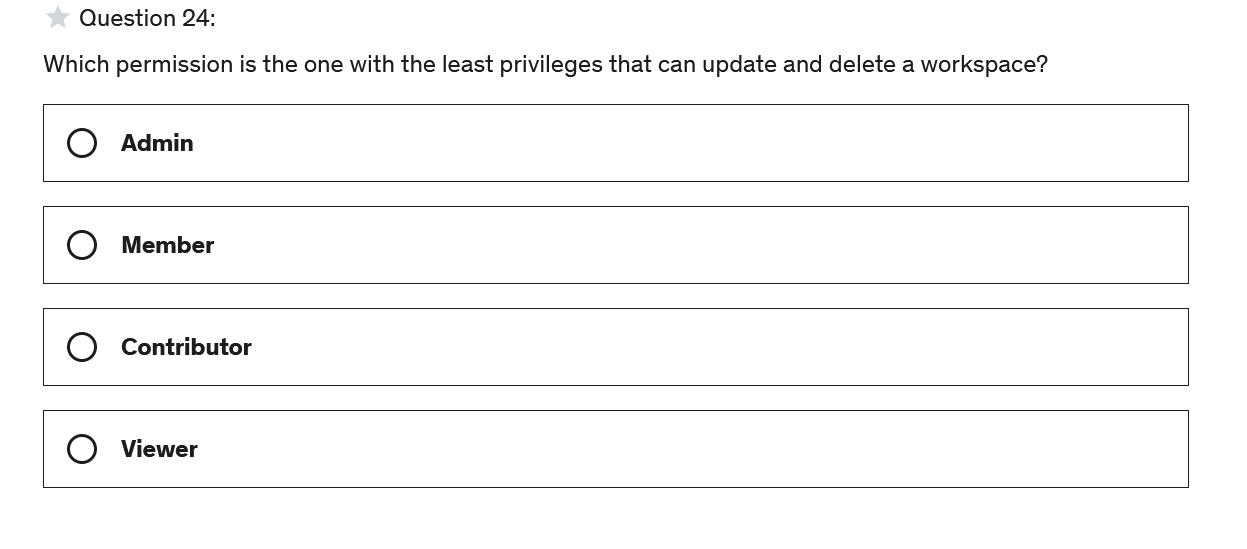 Question 24:
Which permission is the one with the least privileges that can update and delete a workspace?
Admin
Member
Contributor
Viewer